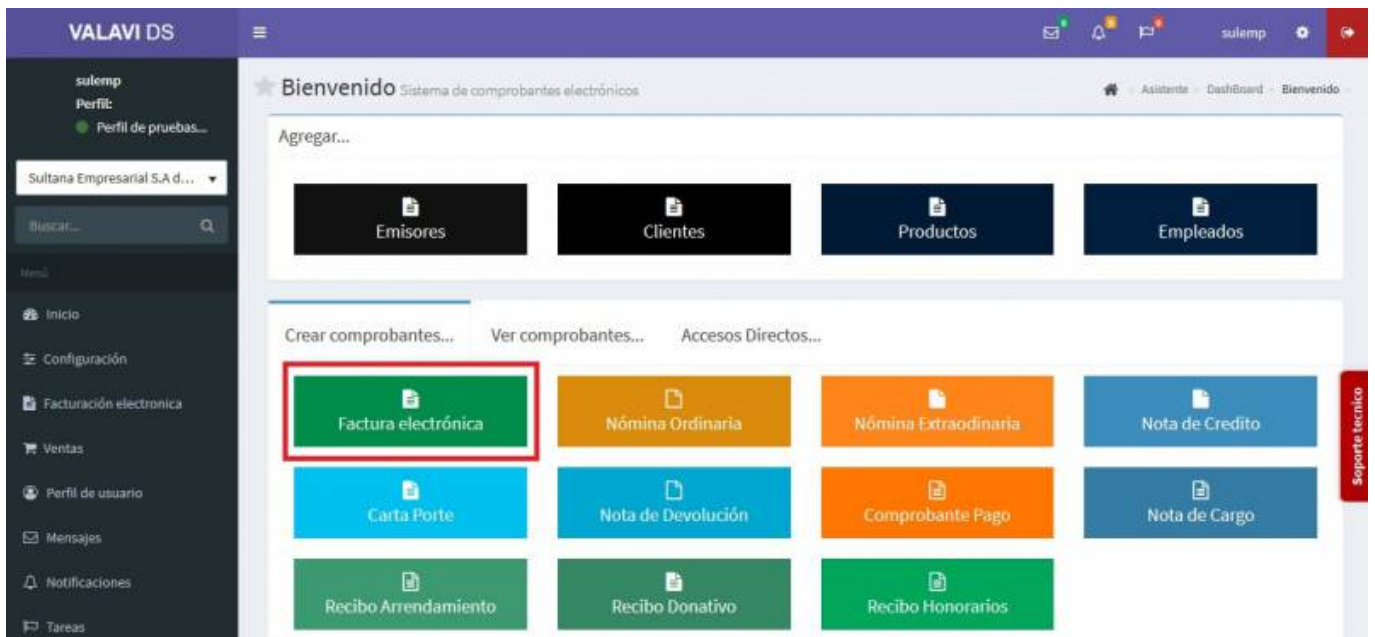 VALAVI DS
sulemp
sulemp
Perfil:
Perfil de pruebas...
Sultana Empresarial S.A d...
Buscar...
Menú
Inicio
Configuración
Facturación electronica
Ventas
Perfil de usuario
Mensajes
Notificaciones
Tareas
Bienvenido Sistema de comprobantes electrónicos
Asistente DashBoard Bienvenido
Agregar...
Emisores
Clientes
Productos
Empleados
Crear comprobantes... Ver comprobantes... Accesos Directos...
Factura electrónica
Nómina Ordinaria
Nómina Extraodinaria
Nota de Credito
Carta Porte
Nota de Devolución
Comprobante Pago
Nota de Cargo
Recibo Arrendamiento
Recibo Donativo
Recibo Honorarios
Soporte tecnico